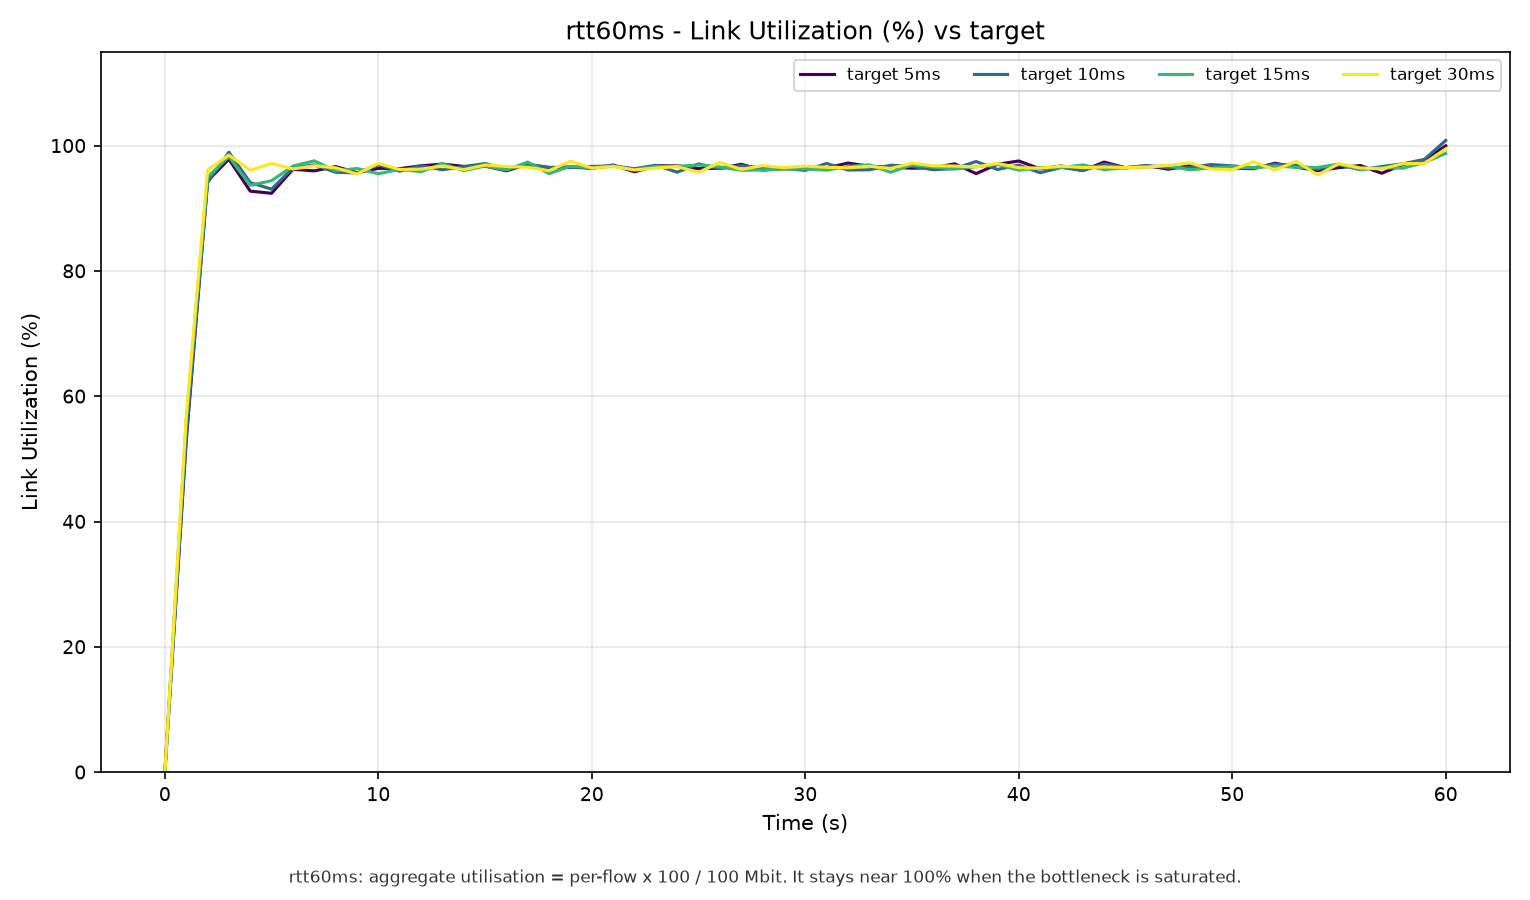 rtt60ms - Link Utilization (%) vs target
target 5ms target 10ms target 15ms target 30ms
Link Utilization (%)
100
80
60
40
20
0
0 10 20 30 40 50 60
Time (s)
rtt60ms: aggregate utilisation = per-flow x 100 / 100 Mbit. It stays near 100% when the bottleneck is saturated.